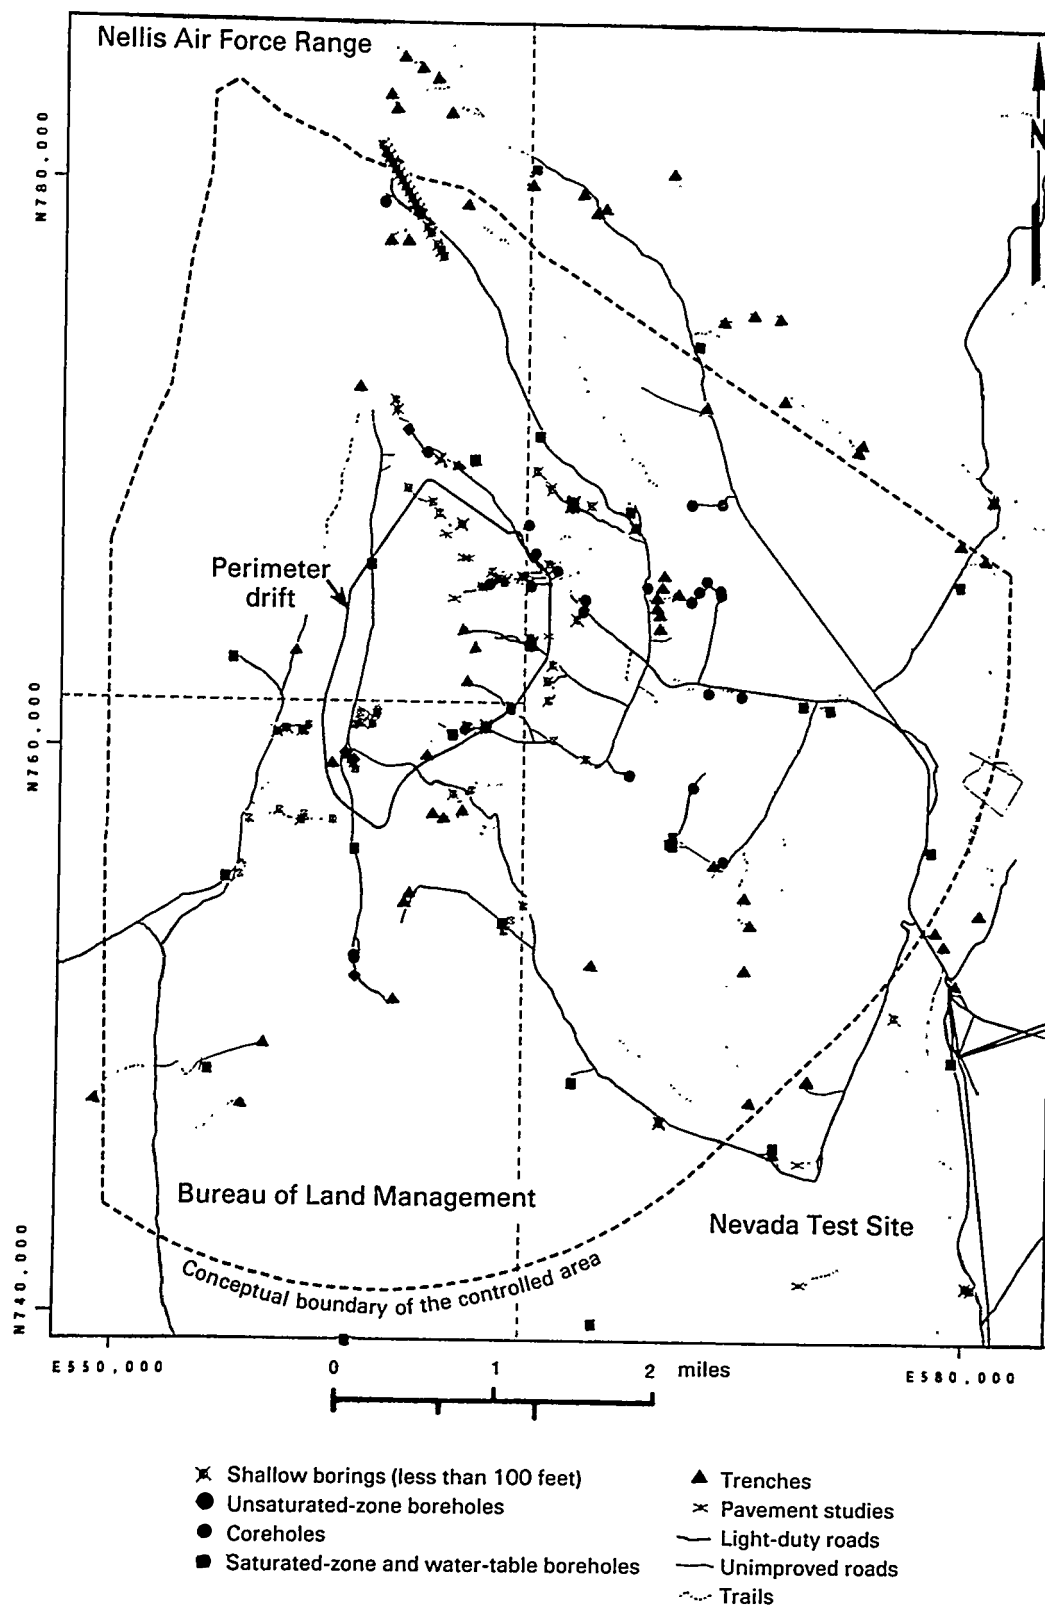 Nellis Air Force Range
N
N780,000
Perimeter
drift
N760,000
Bureau of Land Management
Nevada Test Site
Conceptual boundary of the controlled area
N740,000
E550,000
0 1 2 miles
E580,000
Shallow borings (less than 100 feet)
Unsaturated-zone boreholes
Coreholes
Saturated-zone and water-table boreholes
Trenches
Pavement studies
Light-duty roads
Unimproved roads
Trails